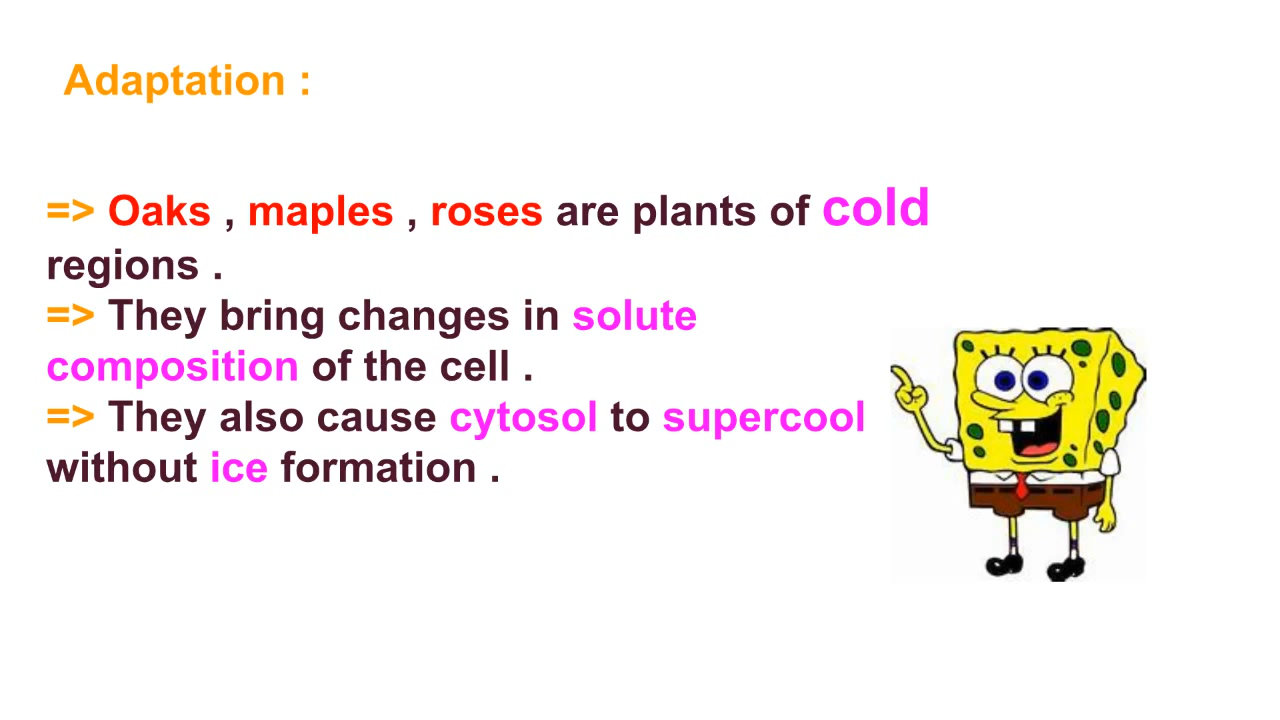 Adaptation :
=> Oaks , maples , roses are plants of cold
regions .
=> They bring changes in solute
composition of the cell .
=> They also cause cytosol to supercool
without ice formation .